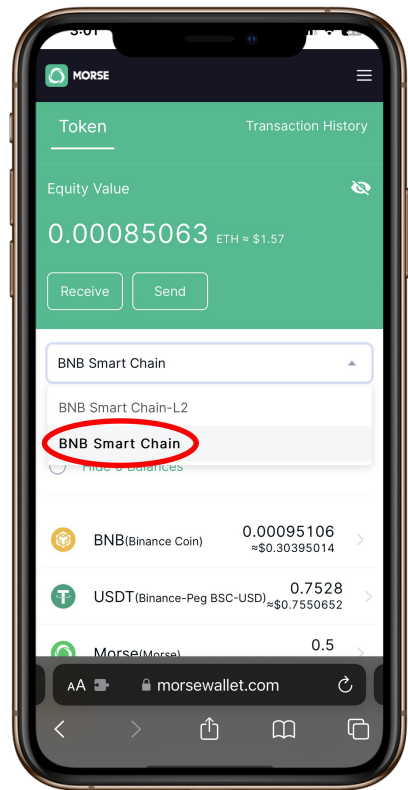 3:01
MORSE
Token
Transaction History
Equity Value
0.00085063 ETH ≈ $1.57
Receive
Send
BNB Smart Chain
BNB Smart Chain-L2
BNB Smart Chain
Hide 0 Balances
BNB(Binance Coin)
0.00095106
≈$0.30395014
USDT(Binance-Peg BSC-USD)
0.7528
≈$0.7550652
Morse(Morse)
0.5
AA
morsewallet.com